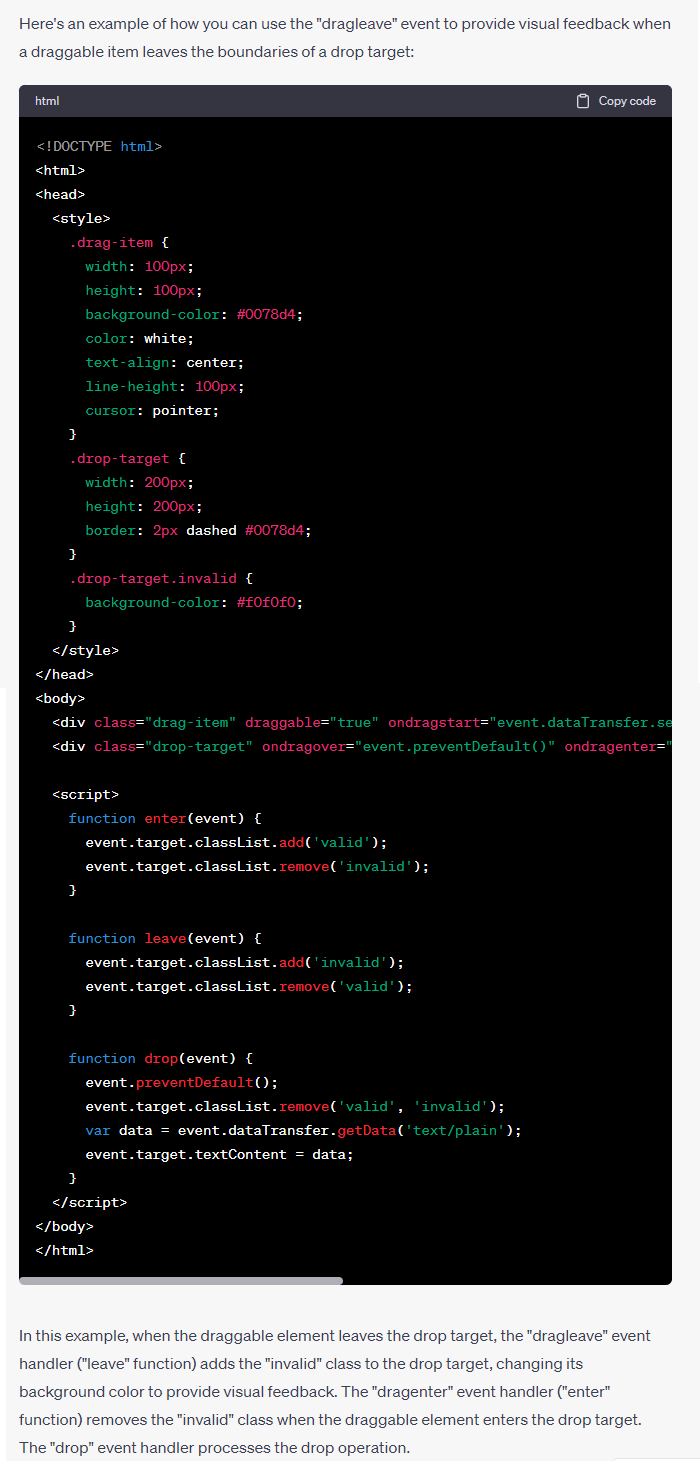 Here's an example of how you can use the "dragleave" event to provide visual feedback when
a draggable item leaves the boundaries of a drop target:
html
Copy code
<!DOCTYPE html>
<html>
<head>
  <style>
    .drag-item {
      width: 100px;
      height: 100px;
      background-color: #0078d4;
      color: white;
      text-align: center;
      line-height: 100px;
      cursor: pointer;
    }
    .drop-target {
      width: 200px;
      height: 200px;
      border: 2px dashed #0078d4;
    }
    .drop-target.invalid {
      background-color: #f0f0f0;
    }
  </style>
</head>
<body>
  <div class="drag-item" draggable="true" ondragstart="event.dataTransfer.se
  <div class="drop-target" ondragover="event.preventDefault()" ondragenter="
  <script>
    function enter(event) {
      event.target.classList.add('valid');
      event.target.classList.remove('invalid');
    }
    function leave(event) {
      event.target.classList.add('invalid');
      event.target.classList.remove('valid');
    }
    function drop(event) {
      event.preventDefault();
      event.target.classList.remove('valid', 'invalid');
      var data = event.dataTransfer.getData('text/plain');
      event.target.textContent = data;
    }
  </script>
</body>
</html>
In this example, when the draggable element leaves the drop target, the "dragleave" event
handler ("leave" function) adds the "invalid" class to the drop target, changing its
background color to provide visual feedback. The "dragenter" event handler ("enter"
function) removes the "invalid" class when the draggable element enters the drop target.
The "drop" event handler processes the drop operation.